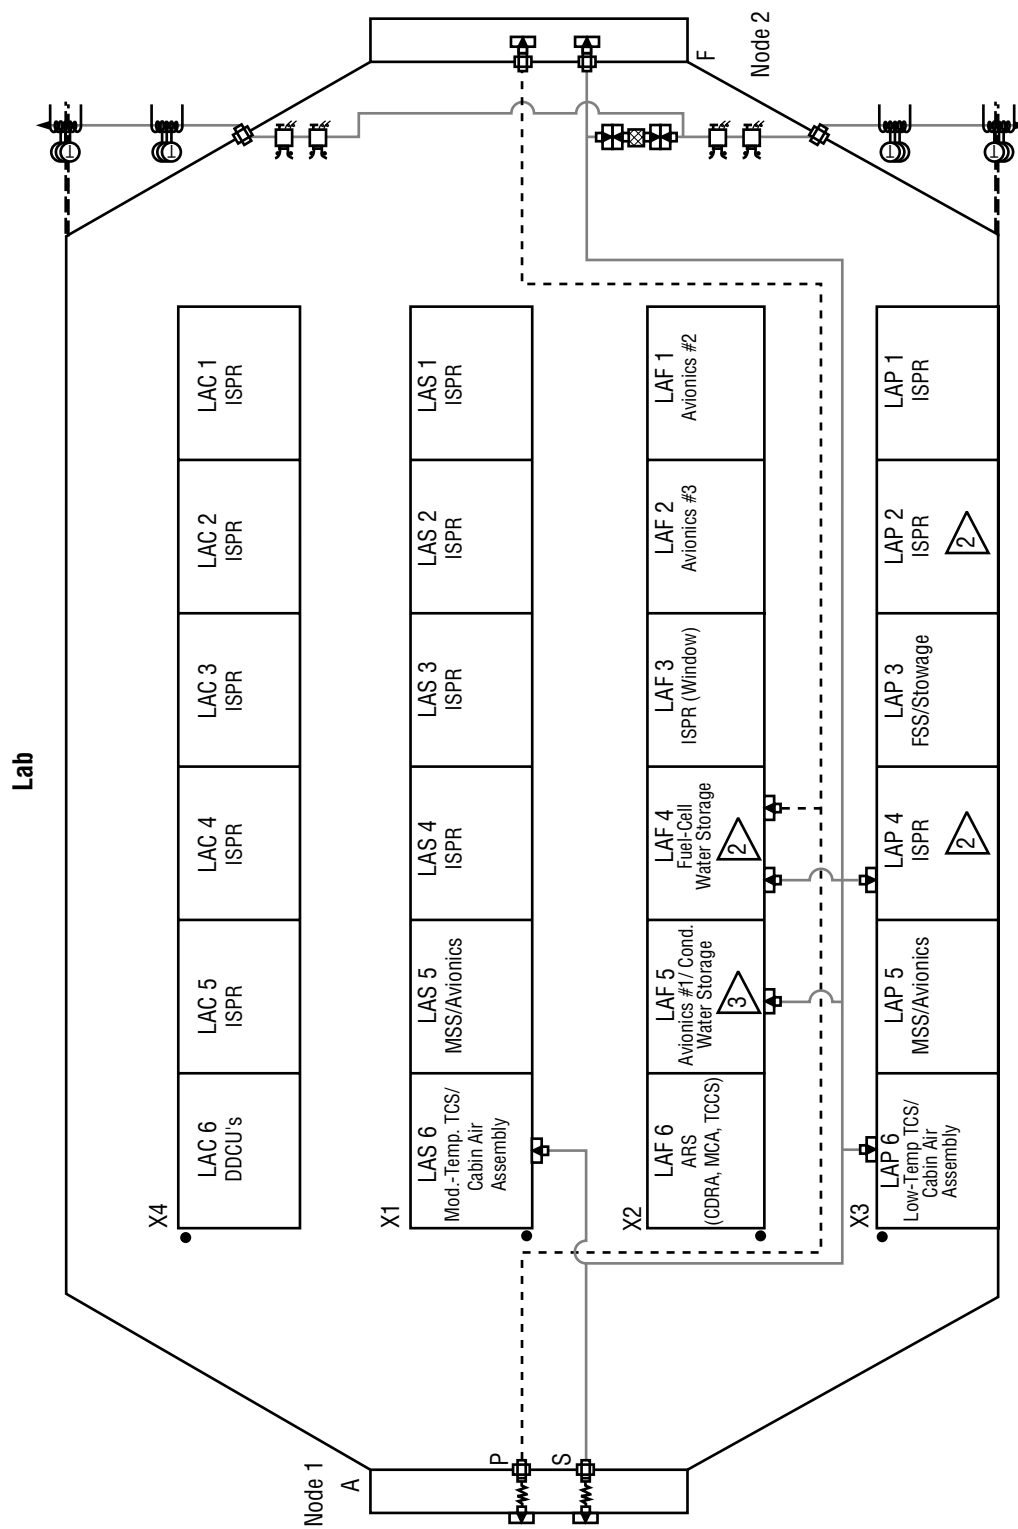 Lab
Node 1
A
P
S
Node 2
F
X4
LAC 6
DDCU's
LAC 5
ISPR
LAC 4
ISPR
LAC 3
ISPR
LAC 2
ISPR
LAC 1
ISPR
X1
LAS 6
Mod.-Temp. TCS/
Cabin Air
Assembly
LAS 5
MSS/Avionics
LAS 4
ISPR
LAS 3
ISPR
LAS 2
ISPR
LAS 1
ISPR
X2
LAF 6
ARS
(CDRA, MCA, TCCS)
LAF 5
Avionics #1/ Cond.
Water Storage
3
LAF 4
Fuel-Cell
Water Storage
2
LAF 3
ISPR (Window)
LAF 2
Avionics #3
LAF 1
Avionics #2
X3
LAP 6
Low-Temp TCS/
Cabin Air
Assembly
LAP 5
MSS/Avionics
LAP 4
ISPR
2
LAP 3
FSS/Stowage
LAP 2
ISPR
2
LAP 1
ISPR